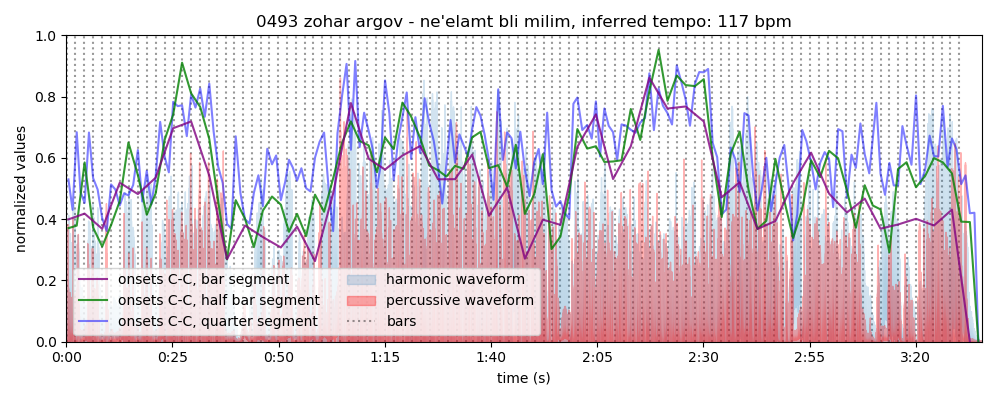 0493 zohar argov - ne'elamt bli milim, inferred tempo: 117 bpm
1.0
0.8
0.6
0.4
0.2
0.0
normalized values
onsets C-C, bar segment
onsets C-C, half bar segment
onsets C-C, quarter segment
harmonic waveform
percussive waveform
bars
0:00 0:25 0:50 1:15 1:40 2:05 2:30 2:55 3:20
time (s)